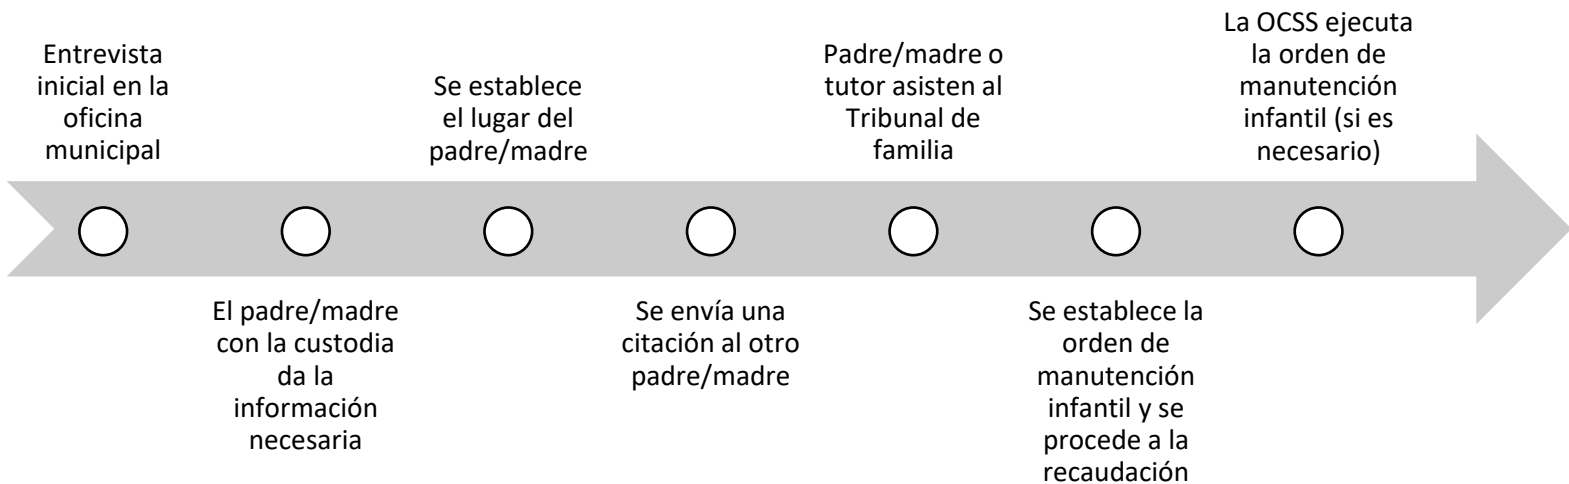 Entrevista
inicial en la
oficina
municipal
El padre/madre
con la custodia
da la
información
necesaria
Se establece
el lugar del
padre/madre
Se envía una
citación al otro
padre/madre
Padre/madre o
tutor asisten al
Tribunal de
familia
Se establece la
orden de
manutención
infantil y se
procede a la
recaudación
La OCSS ejecuta
la orden de
manutención
infantil (si es
necesario)